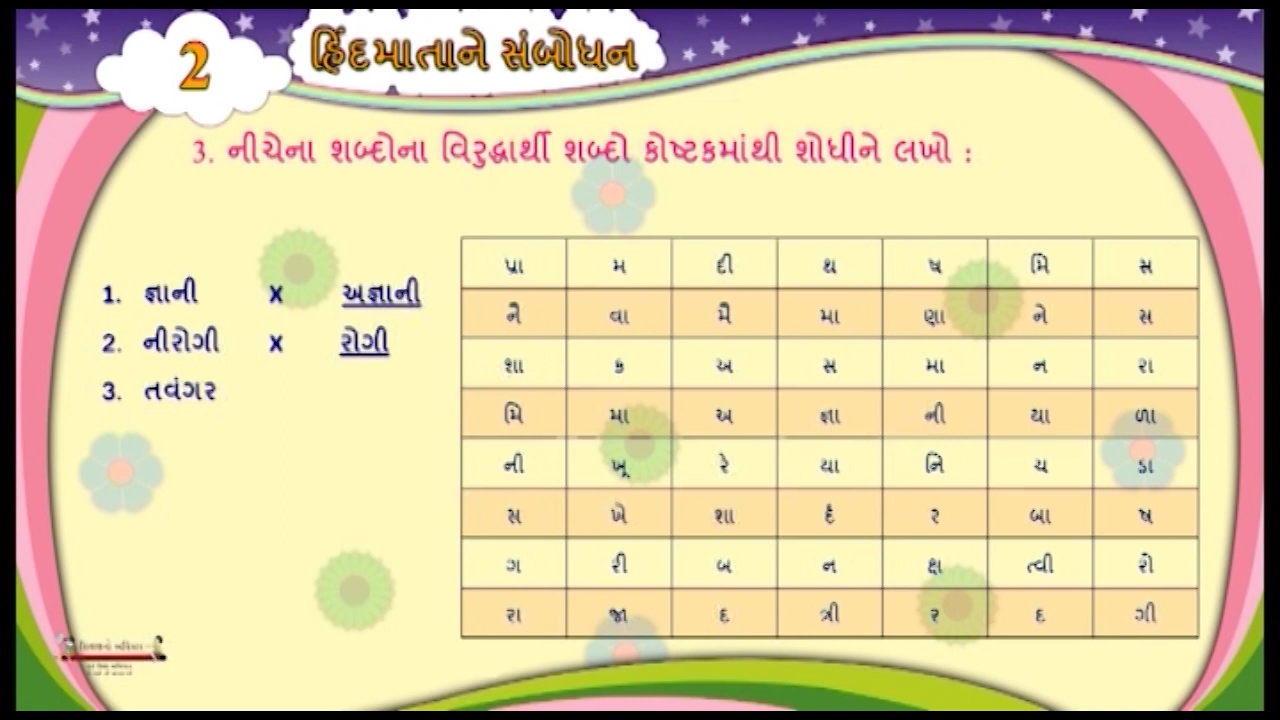 2
હિંદમાતાને સંબોધન
3. નીચેના શબ્દોના વિરુદ્ધાર્થી શબ્દો કોષ્ટકમાંથી શોધીને લખો :
1. જ્ઞાની X અજ્ઞાની
2. નીરોગી X રોગી
3. તવંગર
પ્રા મ દી થ ષ મિ સ
નૈ વા મૈ મા ણા ને સ
શા ક અ સ મા ન રા
મિ મા અ જ્ઞા ની યા ળા
ની ખૂ રે યા નિ ચ ડા
સ ખે શા ર્દ ર બા ષ
ગ રી બ ન ક્ષ ત્વી રો
રા જા દ ત્રી ર દ ગી